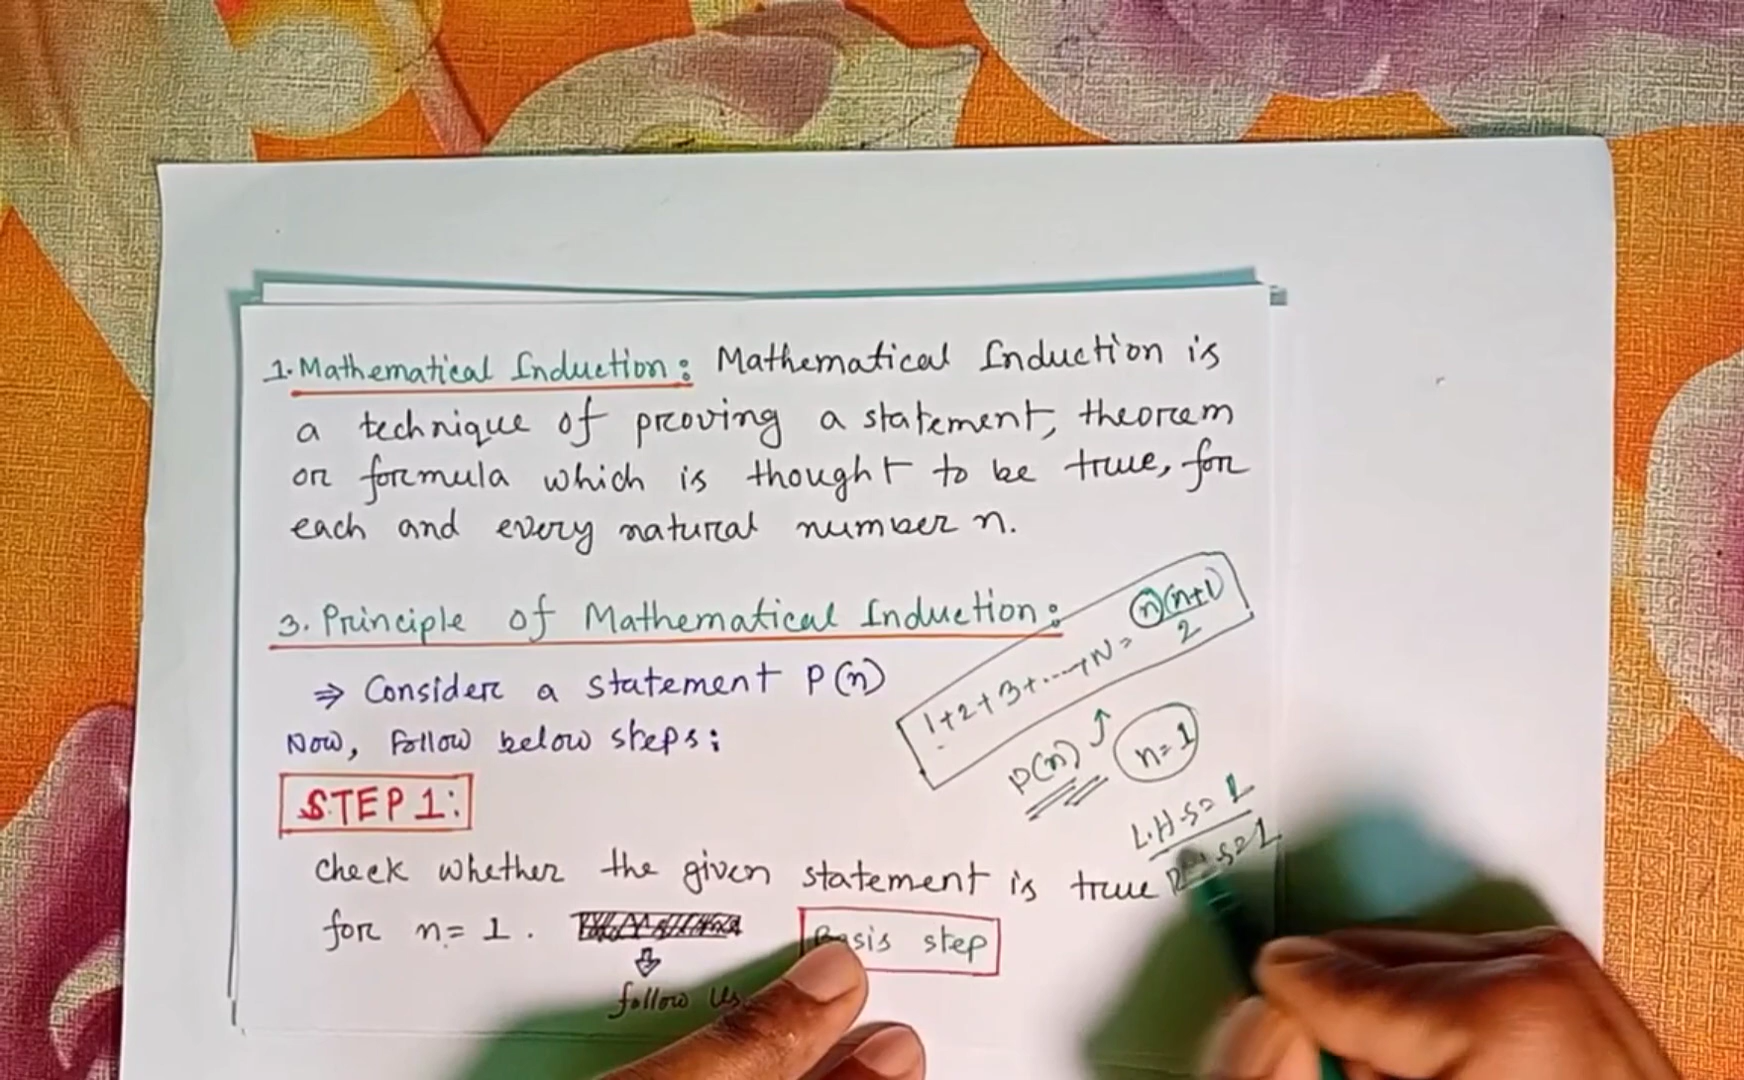 1. Mathematical Induction: Mathematical Induction is
a technique of proving a statement, theorem
or formula which is thought to be true, for
each and every natural number n.
3. Principle of Mathematical Induction:
⇒ Consider a statement P(n)
Now, Follow below steps:
1+2+3+....+N = (n)(n+1)/2
P(n) ↑ n=1
STEP 1:
L.H.S = 1
R.H.S=1
check whether the given statement is true
for n = 1. Basis step
follow us